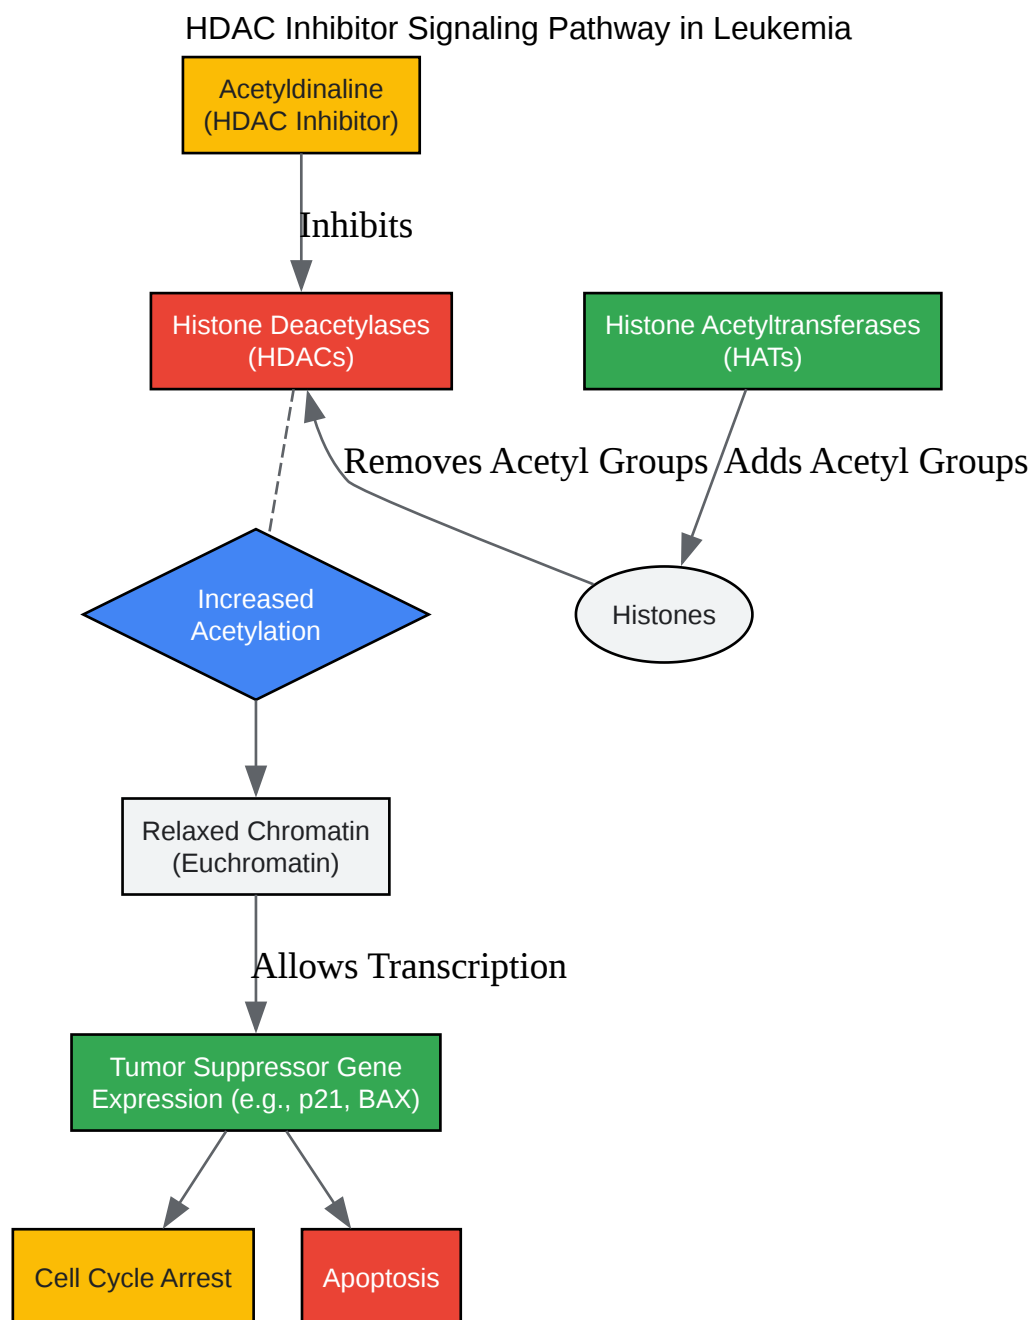 HDAC Inhibitor Signaling Pathway in Leukemia
Acetyldinaline
(HDAC Inhibitor)
Inhibits
Histone Deacetylases
(HDACs)
Histone Acetyltransferases
(HATs)
Removes Acetyl Groups
Adds Acetyl Groups
Increased
Acetylation
Histones
Relaxed Chromatin
(Euchromatin)
Allows Transcription
Tumor Suppressor Gene
Expression (e.g., p21, BAX)
Cell Cycle Arrest
Apoptosis